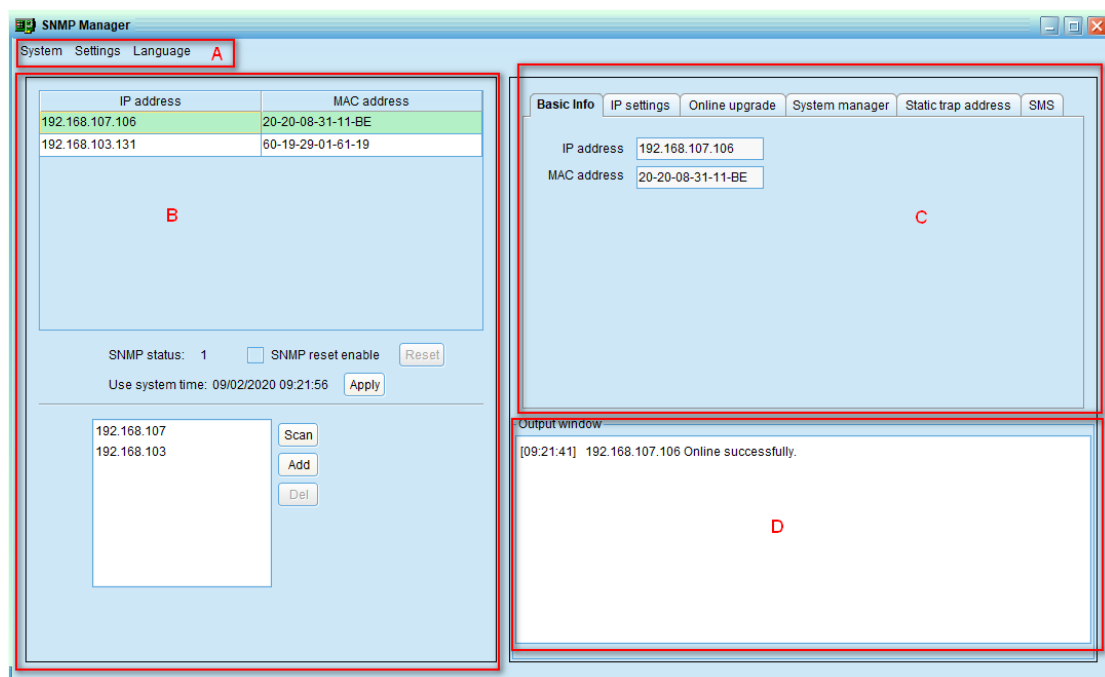 SNMP Manager
System Settings Language A
IP address MAC address
192.168.107.106 20-20-08-31-11-BE
192.168.103.131 60-19-29-01-61-19
B
SNMP status: 1 SNMP reset enable Reset
Use system time: 09/02/2020 09:21:56 Apply
192.168.107
192.168.103
Scan
Add
Del
Basic Info IP settings Online upgrade System manager Static trap address SMS
IP address 192.168.107.106
MAC address 20-20-08-31-11-BE
C
Output window
[09:21:41] 192.168.107.106 Online successfully.
D